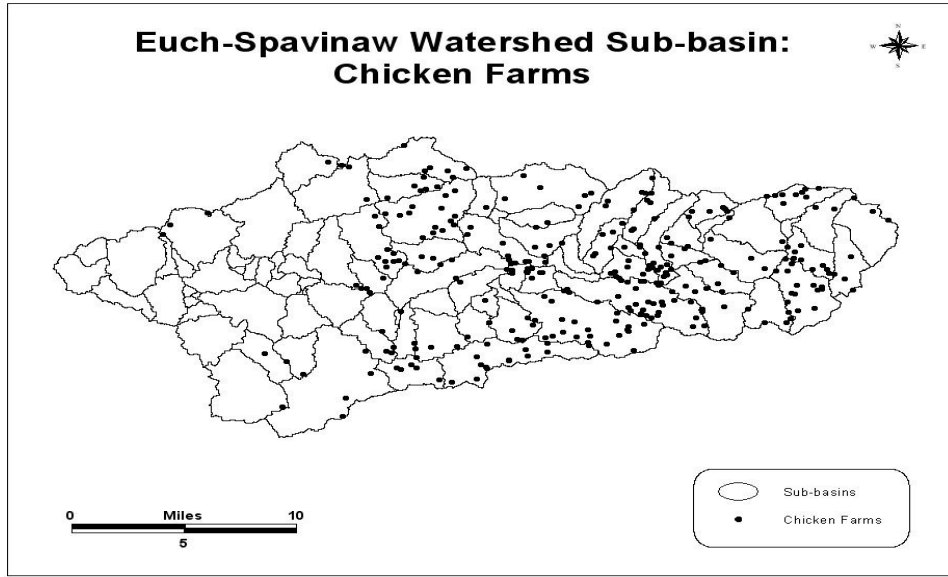 Euch-Spavinaw Watershed Sub-basin:
Chicken Farms
N
W E
S
0 Miles 10
5
Sub-basins
Chicken Farms